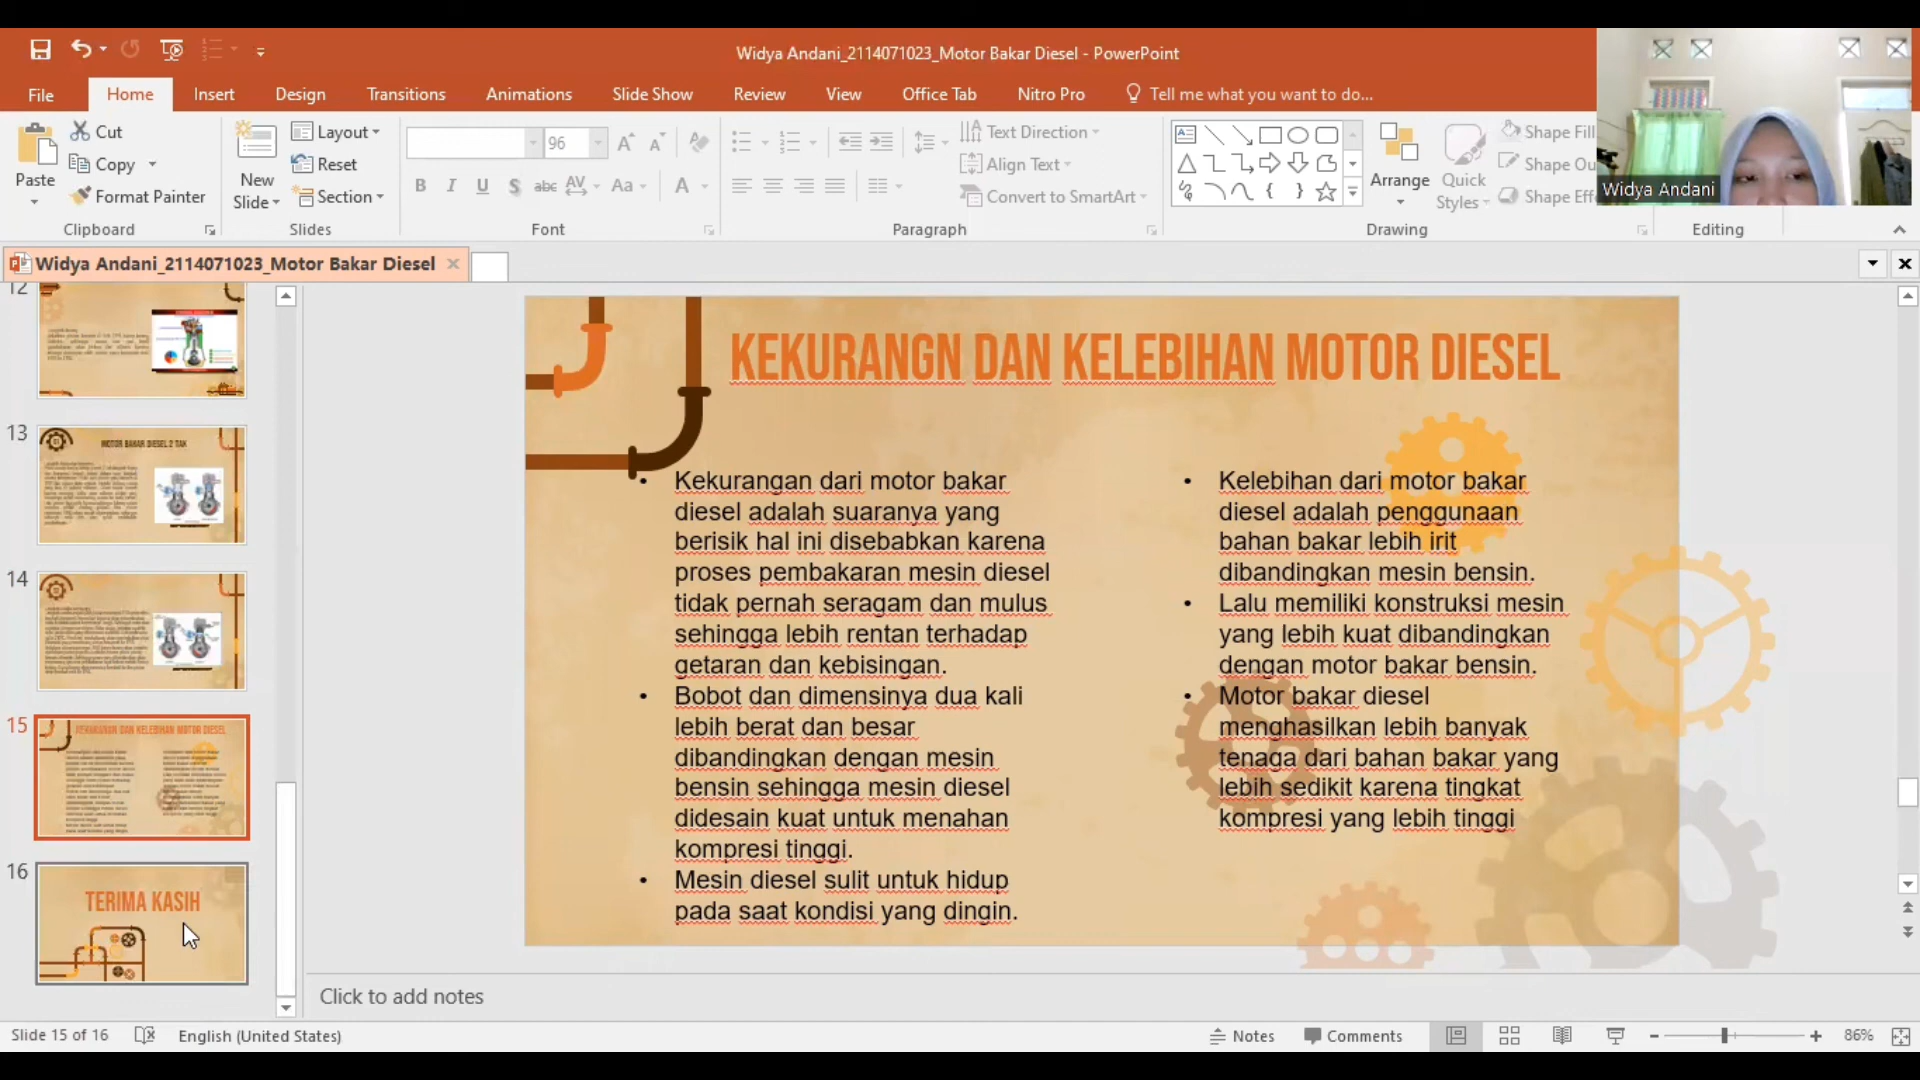 Widya Andani_2114071023_Motor Bakar Diesel - PowerPoint
File
Home
Insert
Design
Transitions
Animations
Slide Show
Review
View
Office Tab
Nitro Pro
Tell me what you want to do...
Paste
Cut
Copy
Format Painter
Clipboard
New
Slide
Layout
Reset
Section
Slides
96
Font
Text Direction
Align Text
Convert to SmartArt
Paragraph
Arrange
Quick
Styles
Shape Fill
Shape Ou
Shape Eff
Drawing
Editing
Widya Andani
Widya Andani_2114071023_Motor Bakar Diesel
12
13
MOTOR BAKAR DIESEL 2 TAK
14
15
KEKURANGN DAN KELEBIHAN MOTOR DIESEL
16
TERIMA KASIH
KEKURANGN DAN KELEBIHAN MOTOR DIESEL
• Kekurangan dari motor bakar
diesel adalah suaranya yang
berisik hal ini disebabkan karena
proses pembakaran mesin diesel
tidak pernah seragam dan mulus
sehingga lebih rentan terhadap
getaran dan kebisingan.
• Bobot dan dimensinya dua kali
lebih berat dan besar
dibandingkan dengan mesin
bensin sehingga mesin diesel
didesain kuat untuk menahan
kompresi tinggi.
• Mesin diesel sulit untuk hidup
pada saat kondisi yang dingin.
• Kelebihan dari motor bakar
diesel adalah penggunaan
bahan bakar lebih irit
dibandingkan mesin bensin.
• Lalu memiliki konstruksi mesin
yang lebih kuat dibandingkan
dengan motor bakar bensin.
• Motor bakar diesel
menghasilkan lebih banyak
tenaga dari bahan bakar yang
lebih sedikit karena tingkat
kompresi yang lebih tinggi
Click to add notes
Slide 15 of 16
English (United States)
Notes
Comments
86%